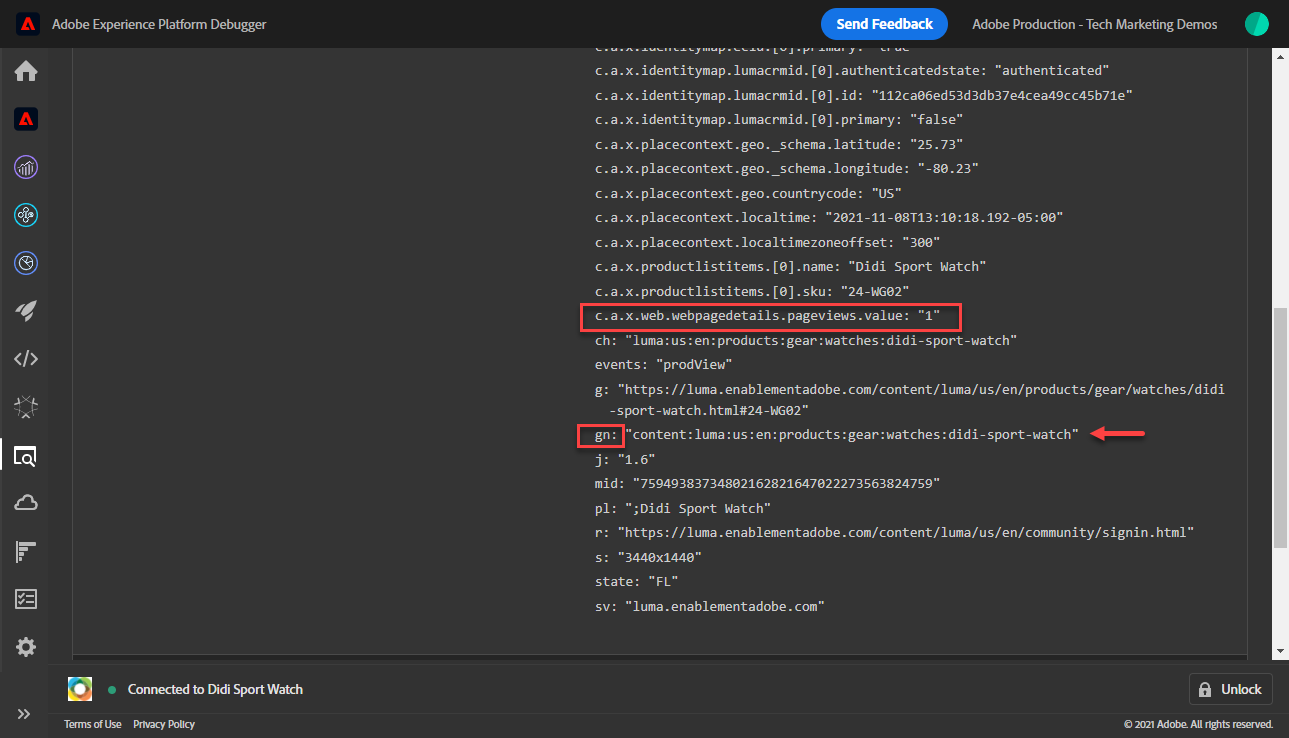 Adobe Experience Platform Debugger
Send Feedback
Adobe Production - Tech Marketing Demos
c.a.x.identitymap.ecid.[0].primary: "true"
c.a.x.identitymap.lumacrmid.[0].authenticatedstate: "authenticated"
c.a.x.identitymap.lumacrmid.[0].id: "112ca06ed53d3db37e4cea49cc45b71e"
c.a.x.identitymap.lumacrmid.[0].primary: "false"
c.a.x.placecontext.geo._schema.latitude: "25.73"
c.a.x.placecontext.geo._schema.longitude: "-80.23"
c.a.x.placecontext.geo.countrycode: "US"
c.a.x.placecontext.localtime: "2021-11-08T13:10:18.192-05:00"
c.a.x.placecontext.localtimezoneoffset: "300"
c.a.x.productlistitems.[0].name: "Didi Sport Watch"
c.a.x.productlistitems.[0].sku: "24-WG02"
c.a.x.web.webpagedetails.pageviews.value: "1"
ch: "luma:us:en:products:gear:watches:didi-sport-watch"
events: "prodView"
g: "https://luma.enablementadobe.com/content/luma/us/en/products/gear/watches/didi
-sport-watch.html#24-WG02"
gn: "content:luma:us:en:products:gear:watches:didi-sport-watch"
j: "1.6"
mid: "75949383734802162821647022273563824759"
pl: ";Didi Sport Watch"
r: "https://luma.enablementadobe.com/content/luma/us/en/community/signin.html"
s: "3440x1440"
state: "FL"
sv: "luma.enablementadobe.com"
Connected to Didi Sport Watch
Unlock
Terms of Use Privacy Policy
© 2021 Adobe. All rights reserved.